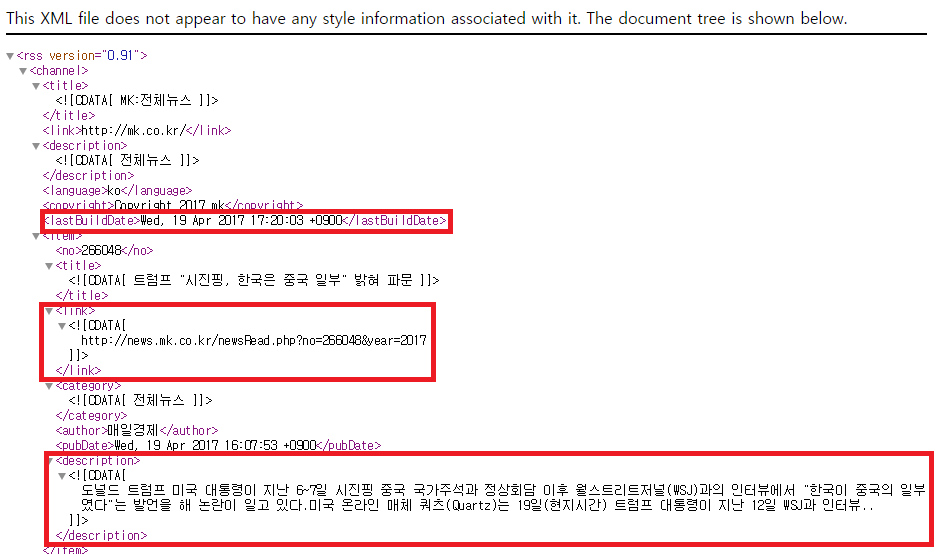 This XML file does not appear to have any style information associated with it. The document tree is shown below.
▼<rss version="0.91">
▼<channel>
▼<title>
<![CDATA[ MK:전체뉴스 ]]>
</title>
<link>http://mk.co.kr/</link>
▼<description>
<![CDATA[ 전체뉴스 ]]>
</description>
<language>ko</language>
<copyright>Copyright 2017 mk</copyright>
<lastBuildDate>Wed, 19 Apr 2017 17:20:03 +0900</lastBuildDate>
▼<item>
<no>266048</no>
▼<title>
<![CDATA[ 트럼프 "시진핑, 한국은 중국 일부" 밝혀 파문 ]]>
</title>
▼<link>
▼<![CDATA[
http://news.mk.co.kr/newsRead.php?no=266048&year=2017
]]>
</link>
▼<category>
<![CDATA[ 전체뉴스 ]]>
</category>
<author>매일경제</author>
<pubDate>Wed, 19 Apr 2017 16:07:53 +0900</pubDate>
▼<description>
▼<![CDATA[
도널드 트럼프 미국 대통령이 지난 6~7일 시진핑 중국 국가주석과 정상회담 이후 월스트리트저널(WSJ)과의 인터뷰에서 "한국이 중국의 일부
였다"는 발언을 해 논란이 일고 있다.미국 온라인 매체 쿼츠(Quartz)는 19일(현지시간) 트럼프 대통령이 지난 12일 WSJ과 인터뷰..
]]>
</description>
</item>